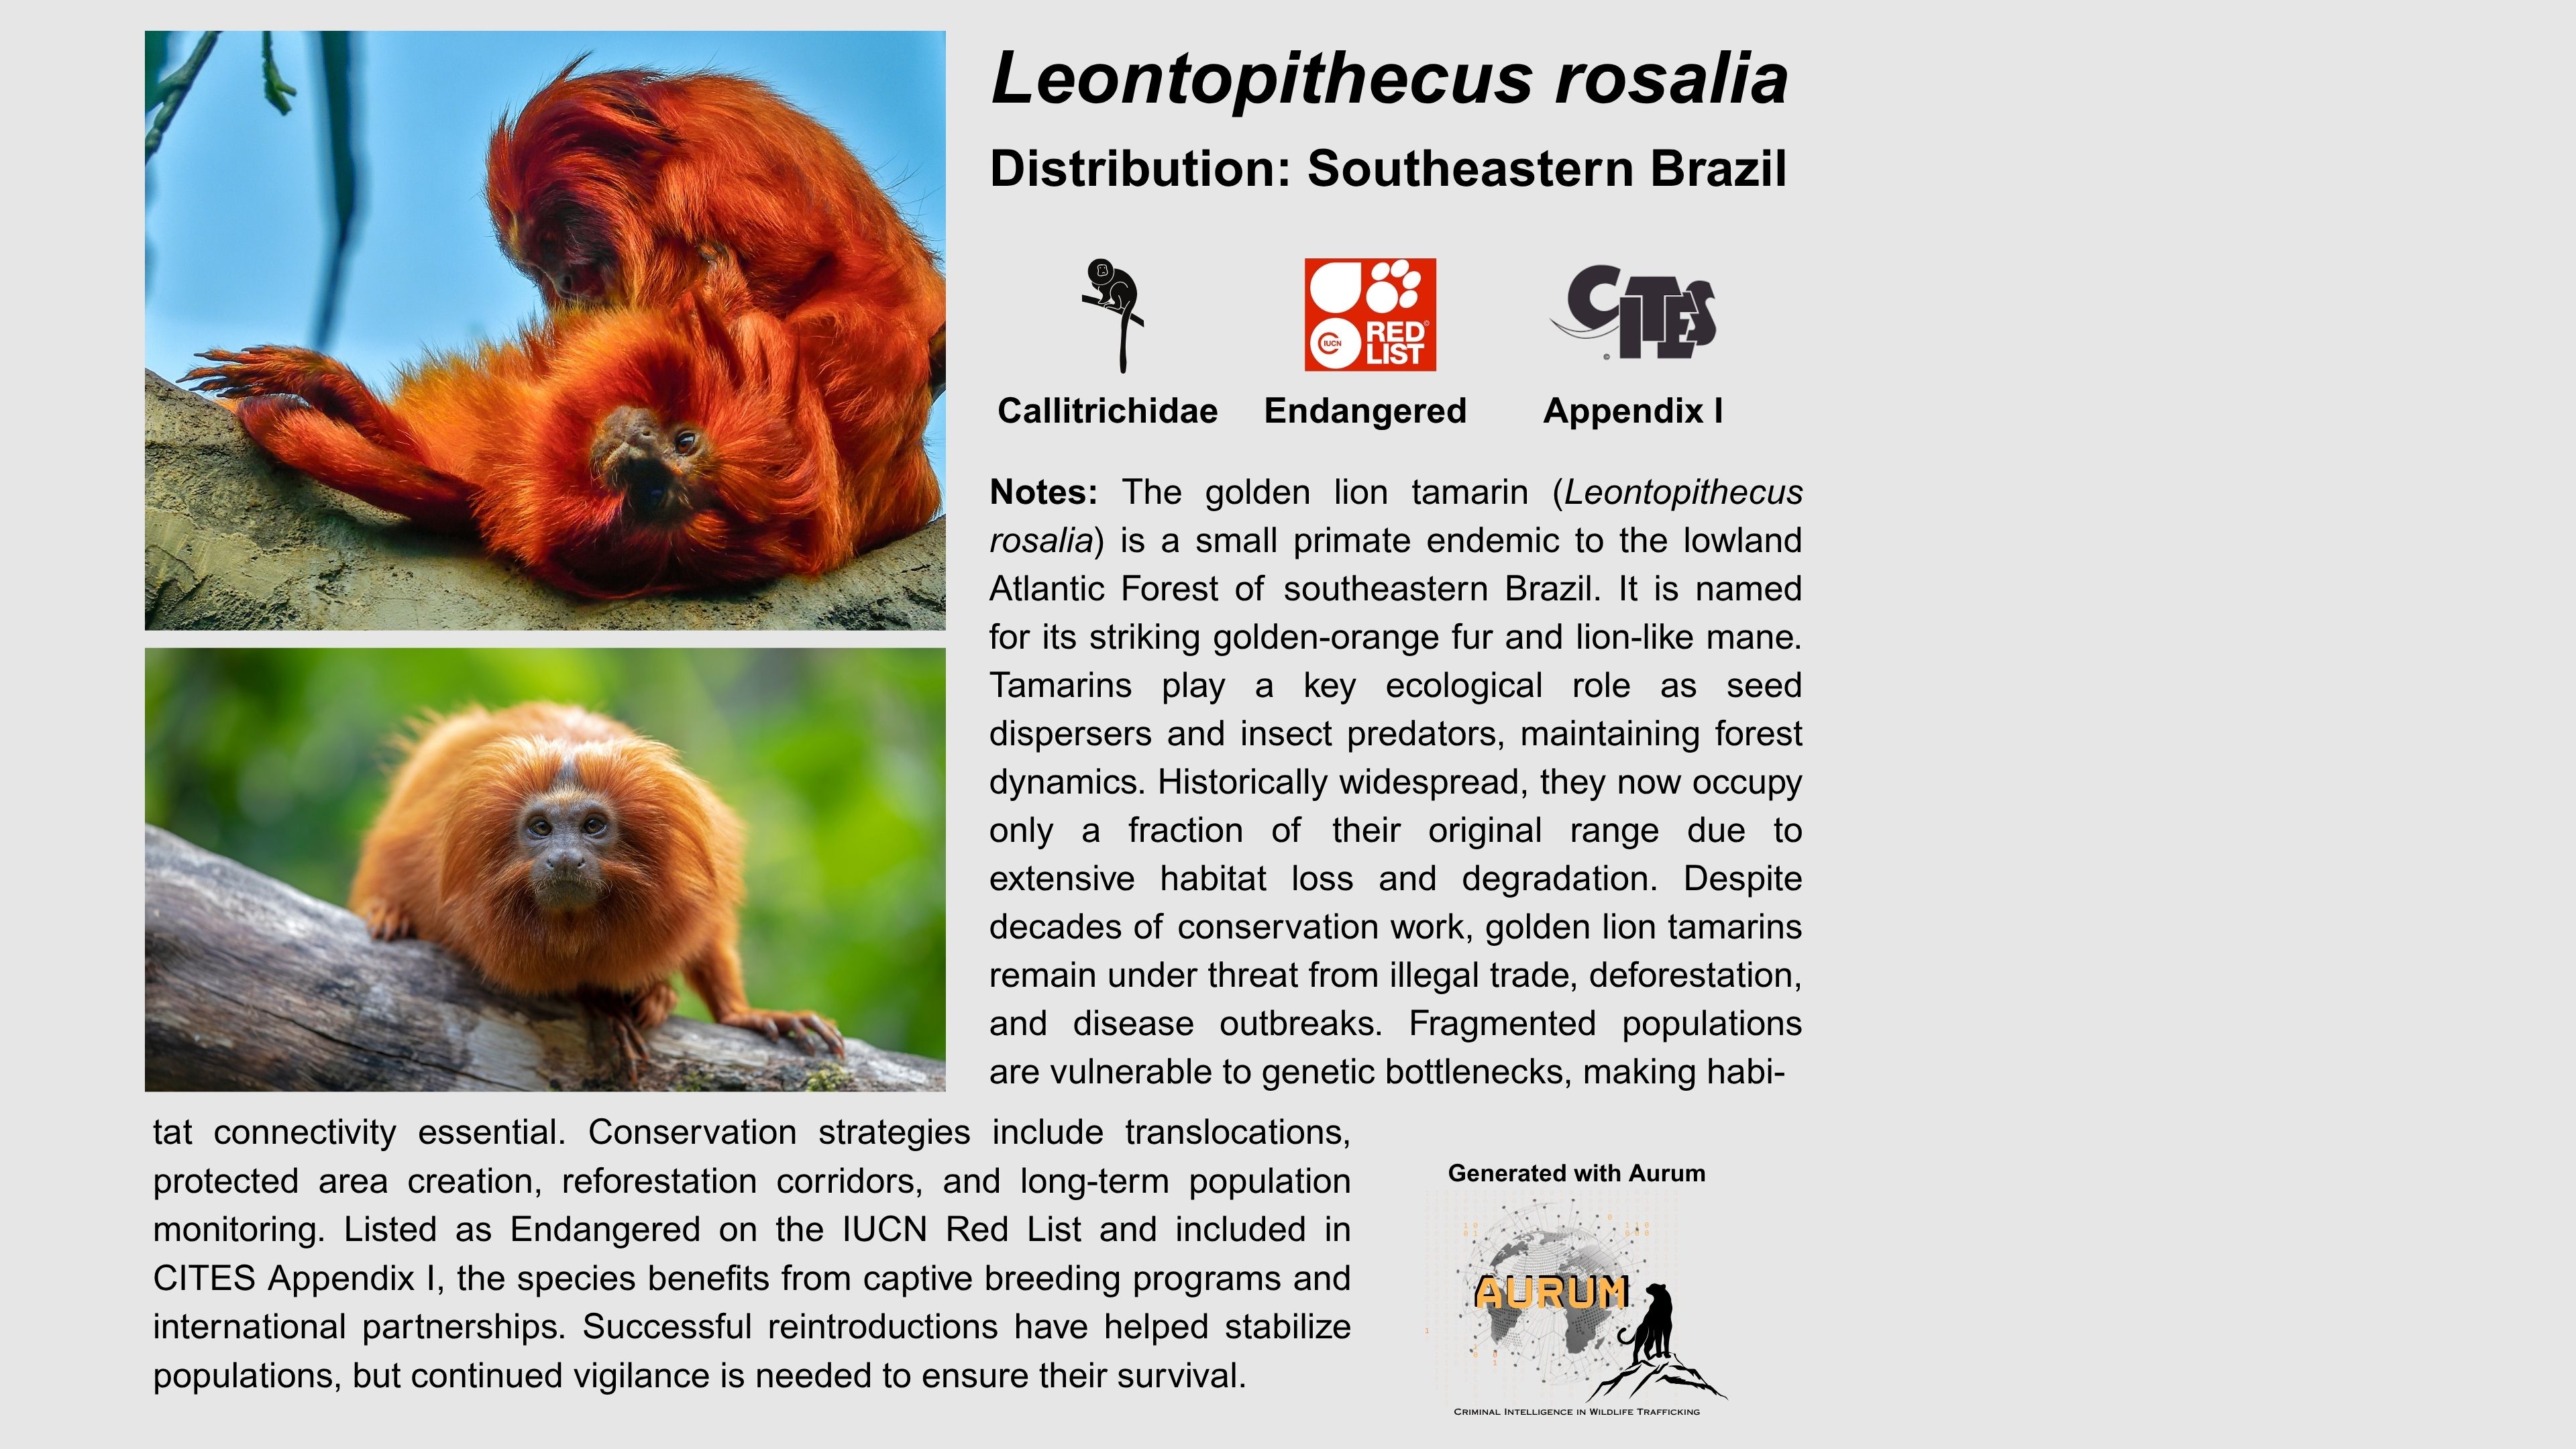 Leontopithecus rosalia
Distribution: Southeastern Brazil
IUCN
RED
LIST
©
CITES
©
Callitrichidae
Endangered
Appendix I
Notes: The golden lion tamarin (Leontopithecus
rosalia) is a small primate endemic to the lowland
Atlantic Forest of southeastern Brazil. It is named
for its striking golden-orange fur and lion-like mane.
Tamarins play a key ecological role as seed
dispersers and insect predators, maintaining forest
dynamics. Historically widespread, they now occupy
only a fraction of their original range due to
extensive habitat loss and degradation. Despite
decades of conservation work, golden lion tamarins
remain under threat from illegal trade, deforestation,
and disease outbreaks. Fragmented populations
are vulnerable to genetic bottlenecks, making habi-
tat connectivity essential. Conservation strategies include translocations,
protected area creation, reforestation corridors, and long-term population
monitoring. Listed as Endangered on the IUCN Red List and included in
CITES Appendix I, the species benefits from captive breeding programs and
international partnerships. Successful reintroductions have helped stabilize
populations, but continued vigilance is needed to ensure their survival.
Generated with Aurum
AURUM
CRIMINAL INTELLIGENCE IN WILDLIFE TRAFFICKING